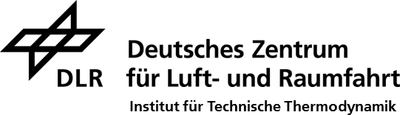 DLR
Deutsches Zentrum
für Luft- und Raumfahrt
Institut für Technische Thermodynamik